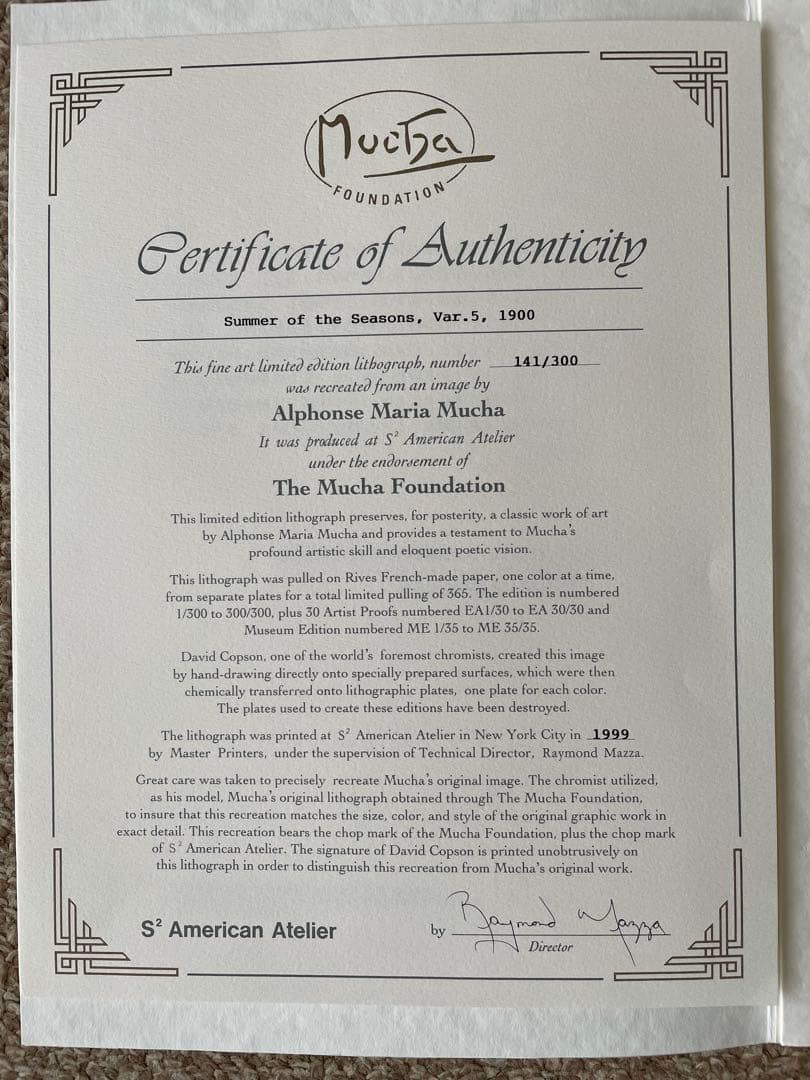 Mucha
FOUNDATION
Certificate of Authenticity
Summer of the Seasons, Var.5, 1900
This fine art limited edition lithograph, number 141/300
was recreated from an image by
Alphonse Maria Mucha
It was produced at S² American Atelier
under the endorsement of
The Mucha Foundation
This limited edition lithograph preserves, for posterity, a classic work of art
by Alphonse Maria Mucha and provides a testament to Mucha's
profound artistic skill and eloquent poetic vision.
This lithograph was pulled on Rives French-made paper, one color at a time,
from separate plates for a total limited pulling of 365. The edition is numbered
1/300 to 300/300, plus 30 Artist Proofs numbered EA1/30 to EA 30/30 and
Museum Edition numbered ME 1/35 to ME 35/35.
David Copson, one of the world's foremost chromists, created this image
by hand-drawing directly onto specially prepared surfaces, which were then
chemically transferred onto lithographic plates, one plate for each color.
The plates used to create these editions have been destroyed.
The lithograph was printed at S² American Atelier in New York City in 1999
by Master Printers, under the supervision of Technical Director, Raymond Mazza.
Great care was taken to precisely recreate Mucha's original image. The chromist utilized,
as his model, Mucha's original lithograph obtained through The Mucha Foundation,
to insure that this recreation matches the size, color, and style of the original graphic work in
exact detail. This recreation bears the chop mark of the Mucha Foundation, plus the chop mark
of S² American Atelier. The signature of David Copson is printed unobtrusively on
this lithograph in order to distinguish this recreation from Mucha's original work.
S² American Atelier
by Raymond Mazza
Director